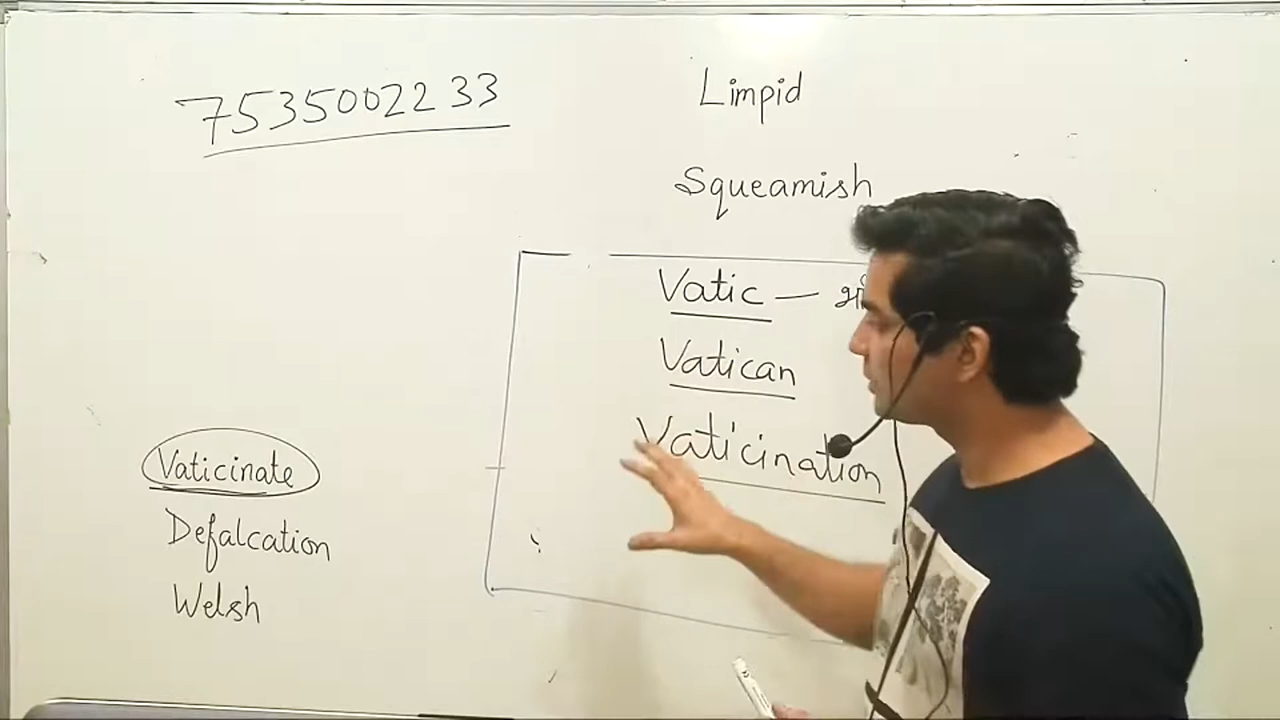 7535002233
Limpid
Squeamish
Vatic —
Vatican
Vaticination
Vaticinate
Defalcation
Welsh